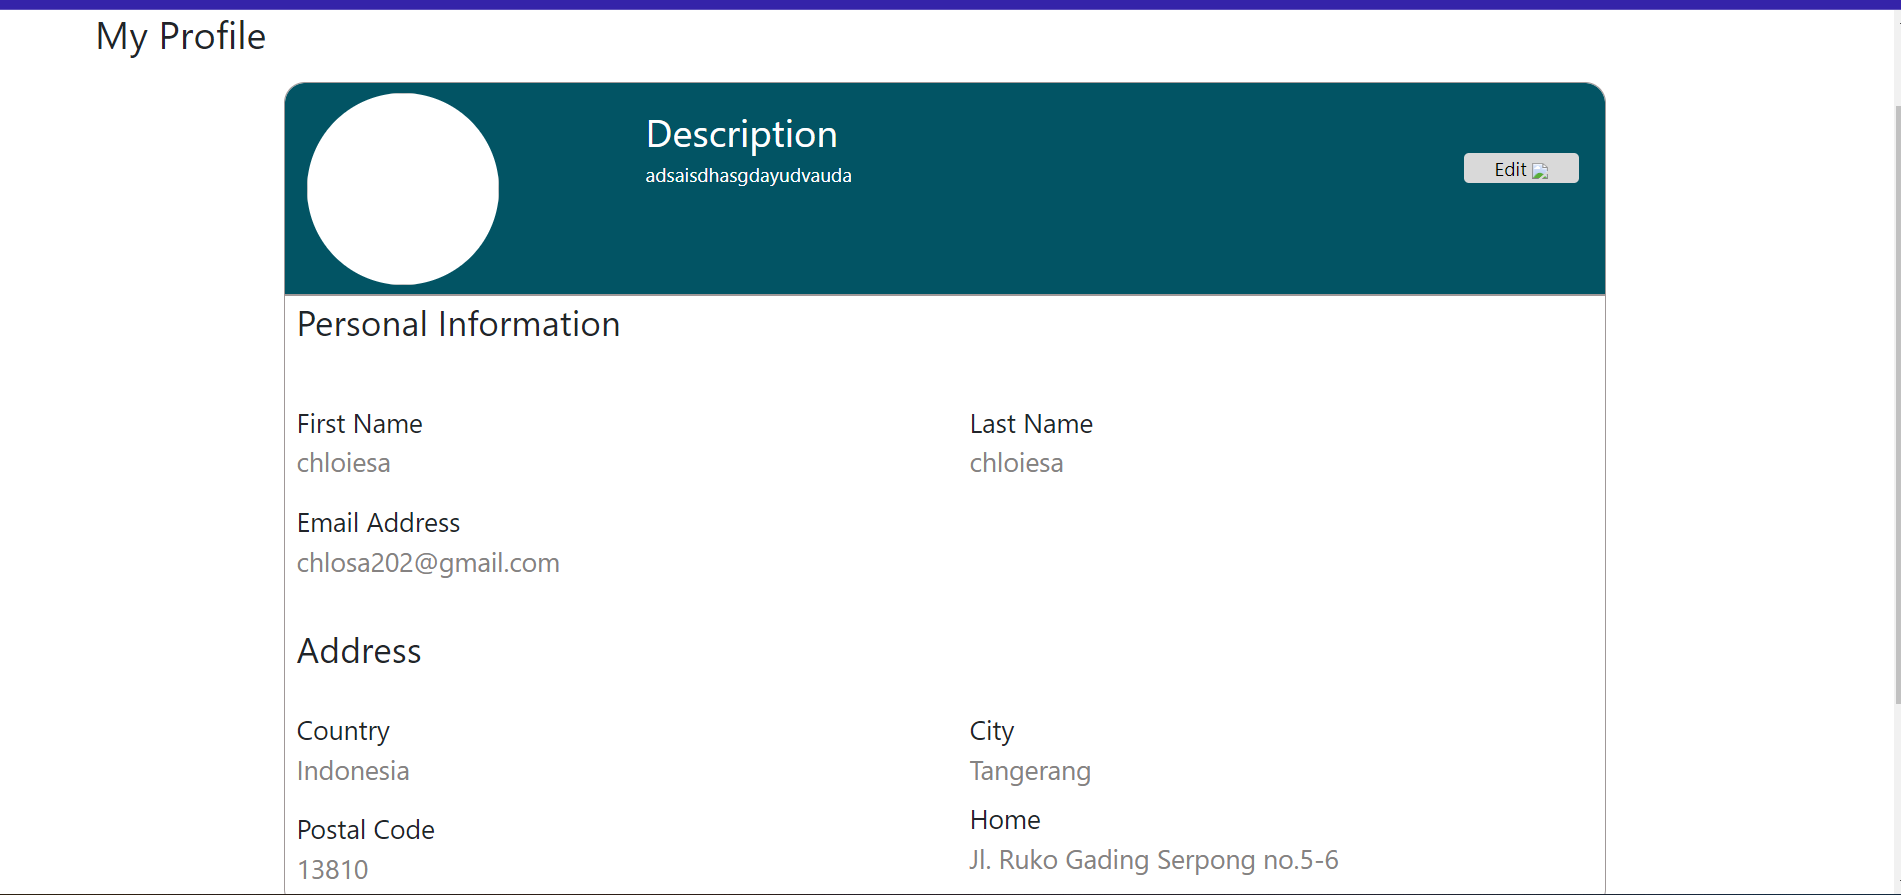 My Profile
Description
adsaisdhasgdayudvauda
Edit
Personal Information
First Name
Last Name
chloiesa
chloiesa
Email Address
chlosa202@gmail.com
Address
Country
City
Indonesia
Tangerang
Postal Code
Home
13810
Jl. Ruko Gading Serpong no.5-6